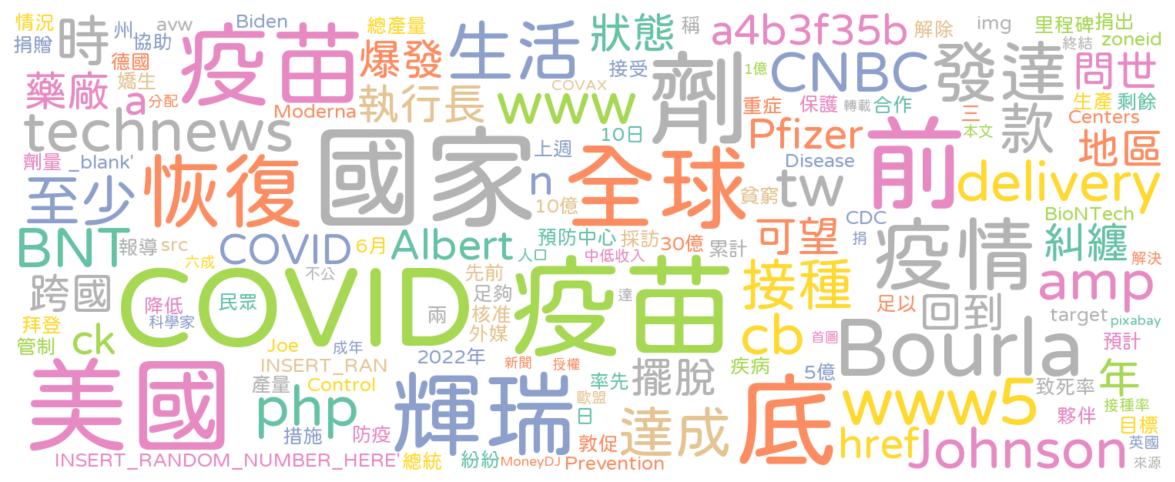 情況 州 avw Biden 總產量 狀態 稱 a4b3f35b 解除 img 里程碑 捐出
捐贈 時 協助 疫苗 爆發 生活 接受 劑 1億 CNBC 發達 終結 zoneid 問世
德國 嬌生 藥廠 a 分配 Moderna 執行長 COVAX www 重症 保護 轉載 合作 三 款 生產 剩餘
technews 國家 10日 Pfizer 前 本文 Centers 地區
劑量 _blank' 恢復 上週 全球 Disease tw delivery
至少 n 10億 貧窮 CDC BioNTech
BNT 報導 src COVID 6月 Albert 預防中心 採訪 30億 累計 可望 捐 疫情 糾纏 解決
六成 人口 中低收入
跨國 不公 COVID 先前 疫苗 達 接種 足以 回到 amp
降低 民眾 兩 足夠 target pixabay
拜登 科學家 ck 核准 cb Bourla 預計
管制 Joe 成年 外媒 首圖
美國 INSERT_RAN 2022年 新聞 授權 擺脫 疾病 底 5億 致死率 年
產量 Control 輝瑞 率先 www5 接種率
php 歐盟 夥伴 目標
措施 防疫 日 達成 href Johnson 英國
INSERT_RANDOM_NUMBER_HERE' 總統 紛紛 MoneyDJ 敦促 Prevention 來源